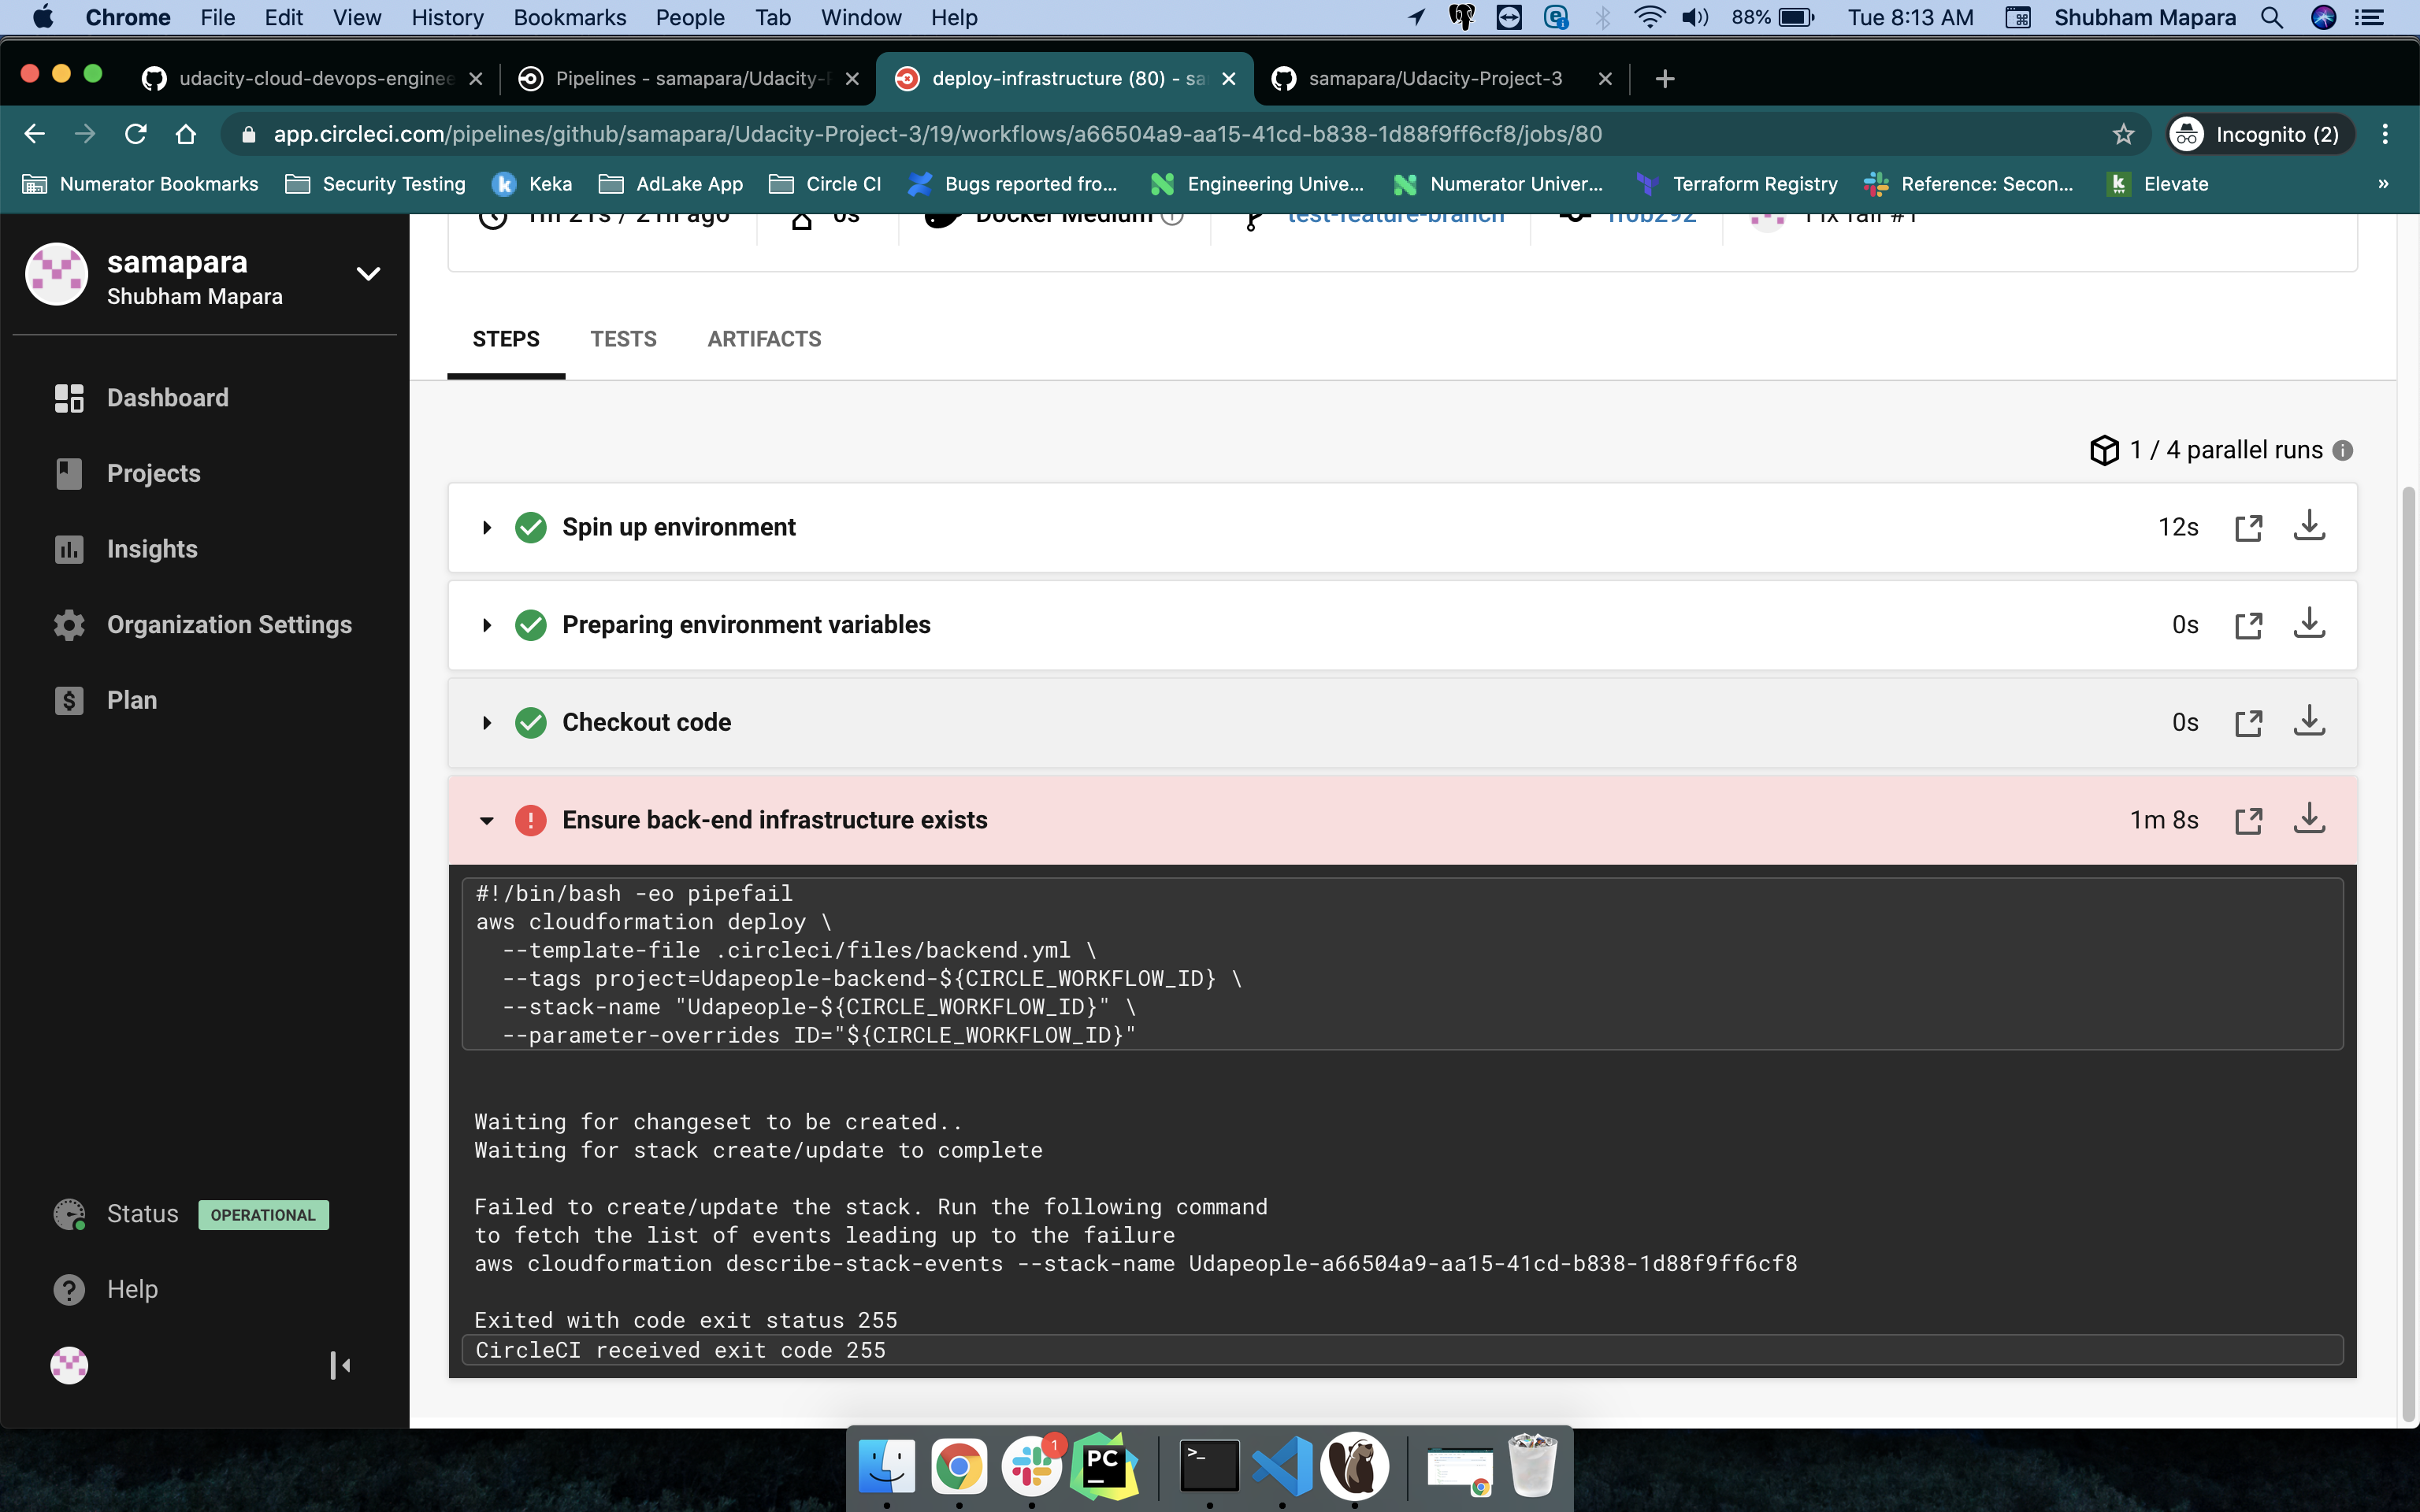 Chrome File Edit View History Bookmarks People Tab Window Help 88% Tue 8:13 AM Shubham Mapara
udacity-cloud-devops-enginee Pipelines - samapara/Udacity-P deploy-infrastructure (80) - sa samapara/Udacity-Project-3
app.circleci.com/pipelines/github/samapara/Udacity-Project-3/19/workflows/a66504a9-aa15-41cd-b838-1d88f9ff6cf8/jobs/80 Incognito (2)
Numerator Bookmarks Security Testing Keka AdLake App Circle CI Bugs reported fro... Engineering Unive... Numerator Univer... Terraform Registry Reference: Secon... Elevate »
1m 21s / 21h ago 0s Docker Medium test-feature-branch
samapara
Shubham Mapara
Dashboard
Projects
Insights
Organization Settings
Plan
Status OPERATIONAL
Help
STEPS TESTS ARTIFACTS
1 / 4 parallel runs
Spin up environment 12s
Preparing environment variables 0s
Checkout code 0s
Ensure back-end infrastructure exists 1m 8s
#!/bin/bash -eo pipefail
aws cloudformation deploy \
--template-file .circleci/files/backend.yml \
--tags project=Udapeople-backend-${CIRCLE_WORKFLOW_ID} \
--stack-name "Udapeople-${CIRCLE_WORKFLOW_ID}" \
--parameter-overrides ID="${CIRCLE_WORKFLOW_ID}"
Waiting for changeset to be created..
Waiting for stack create/update to complete
Failed to create/update the stack. Run the following command
to fetch the list of events leading up to the failure
aws cloudformation describe-stack-events --stack-name Udapeople-a66504a9-aa15-41cd-b838-1d88f9ff6cf8
Exited with code exit status 255
CircleCI received exit code 255
1
PC